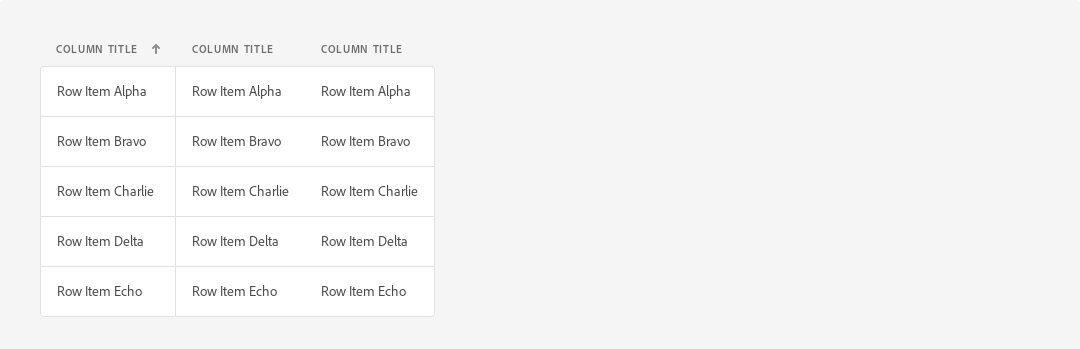 COLUMN TITLE COLUMN TITLE COLUMN TITLE
Row Item Alpha Row Item Alpha Row Item Alpha
Row Item Bravo Row Item Bravo Row Item Bravo
Row Item Charlie Row Item Charlie Row Item Charlie
Row Item Delta Row Item Delta Row Item Delta
Row Item Echo Row Item Echo Row Item Echo